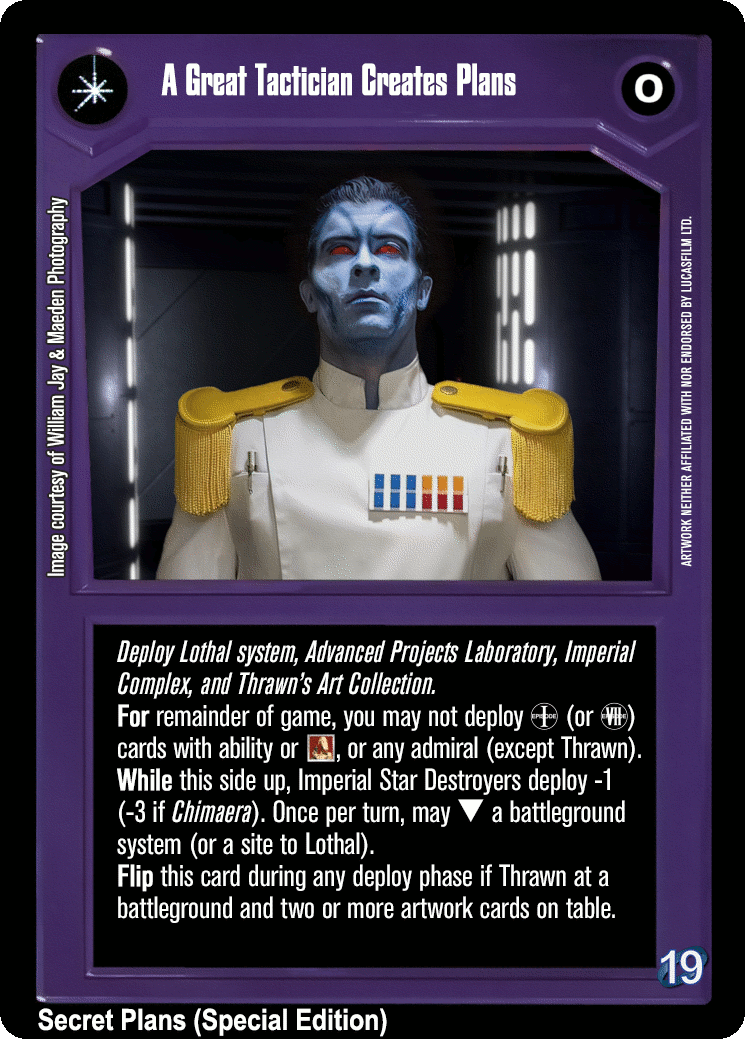 A Great Tactician Creates Plans
O
Image courtesy of William Jay & Maeden Photography
ARTWORK NEITHER AFFILIATED WITH NOR ENDORSED BY LUCASFILM LTD.
Deploy Lothal system, Advanced Projects Laboratory, Imperial
Complex, and Thrawn's Art Collection.
For remainder of game, you may not deploy EPISODE I (or EPISODE VII)
cards with ability or , or any admiral (except Thrawn).
While this side up, Imperial Star Destroyers deploy -1
(-3 if Chimaera). Once per turn, may ▼ a battleground
system (or a site to Lothal).
Flip this card during any deploy phase if Thrawn at a
battleground and two or more artwork cards on table.
19
Secret Plans (Special Edition)